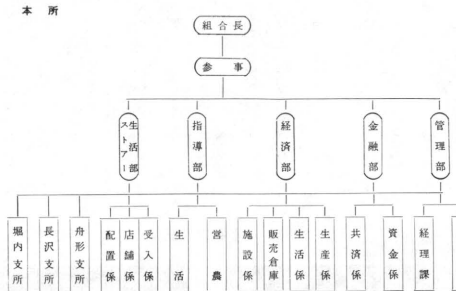 本所
組合長
参事
生活部
ストアー
指導部
経済部
金融部
管理部
堀内支所
長沢支所
舟形支所
配置係
店舗係
受入係
生活
営農
施設係
販売倉庫
生活係
生産係
共済係
資金係
経理課